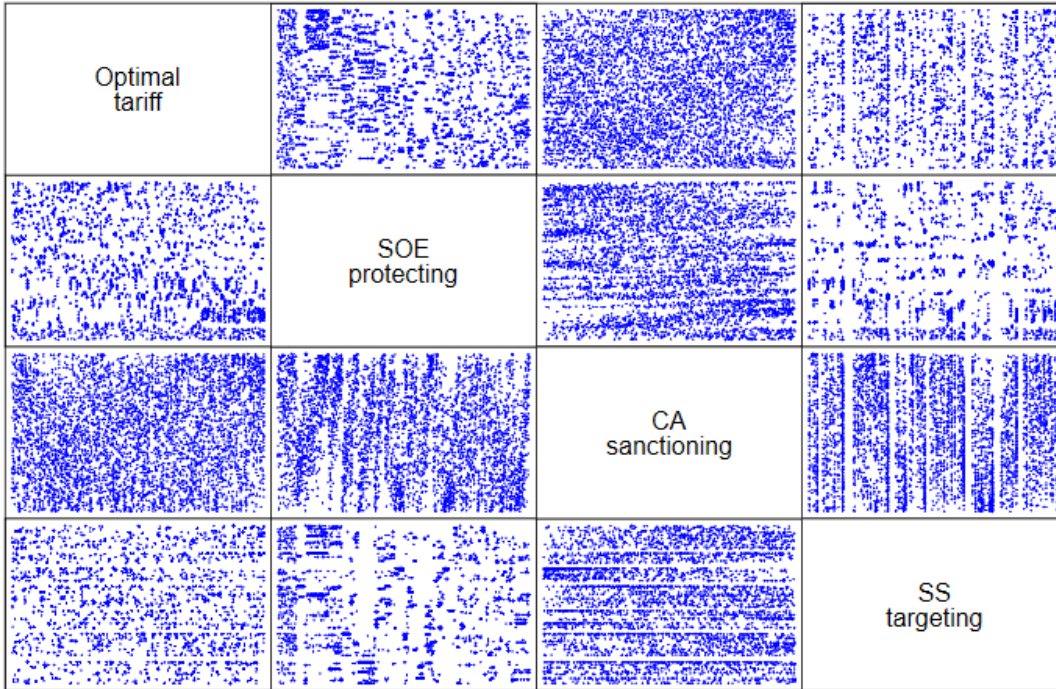 Optimal
tariff
SOE
protecting
CA
sanctioning
SS
targeting